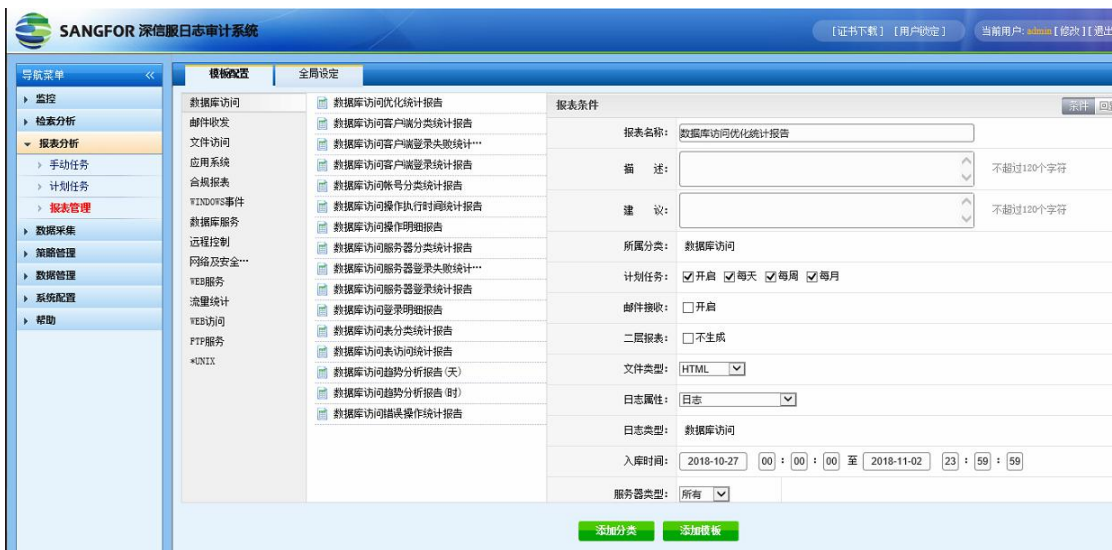 SANGFOR 深信服日志审计系统
[证书下载] [用户锁定]
当前用户: admin [修改][退出
导航菜单 «
监控
检索分析
报表分析
手动任务
计划任务
报表管理
数据采集
策略管理
数据管理
系统配置
帮助
模板配置 全局设定
数据库访问
邮件收发
文件访问
应用系统
合规报表
WINDOWS事件
数据库服务
远程控制
网络及安全…
WEB服务
流量统计
WEB访问
FTP服务
*UNIX
数据库访问优化统计报告
数据库访问客户端分类统计报告
数据库访问客户端登录失败统计…
数据库访问客户端登录统计报告
数据库访问帐号分类统计报告
数据库访问操作执行时间统计报告
数据库访问操作明细报告
数据库访问服务器分类统计报告
数据库访问服务器登录失败统计…
数据库访问服务器登录统计报告
数据库访问登录明细报告
数据库访问表分类统计报告
数据库访问表访问统计报告
数据库访问趋势分析报告(天)
数据库访问趋势分析报告(时)
数据库访问错误操作统计报告
报表条件 条件
报表名称: 数据库访问优化统计报告
描 述: 不超过120个字符
建 议: 不超过120个字符
所属分类: 数据库访问
计划任务: 开启 每天 每周 每月
邮件接收: 开启
二层报表: 不生成
文件类型: HTML
日志属性: 日志
日志类型: 数据库访问
入库时间: 2018-10-27 00 : 00 : 00 至 2018-11-02 23 : 59 : 59
服务器类型: 所有
添加分类 添加模板